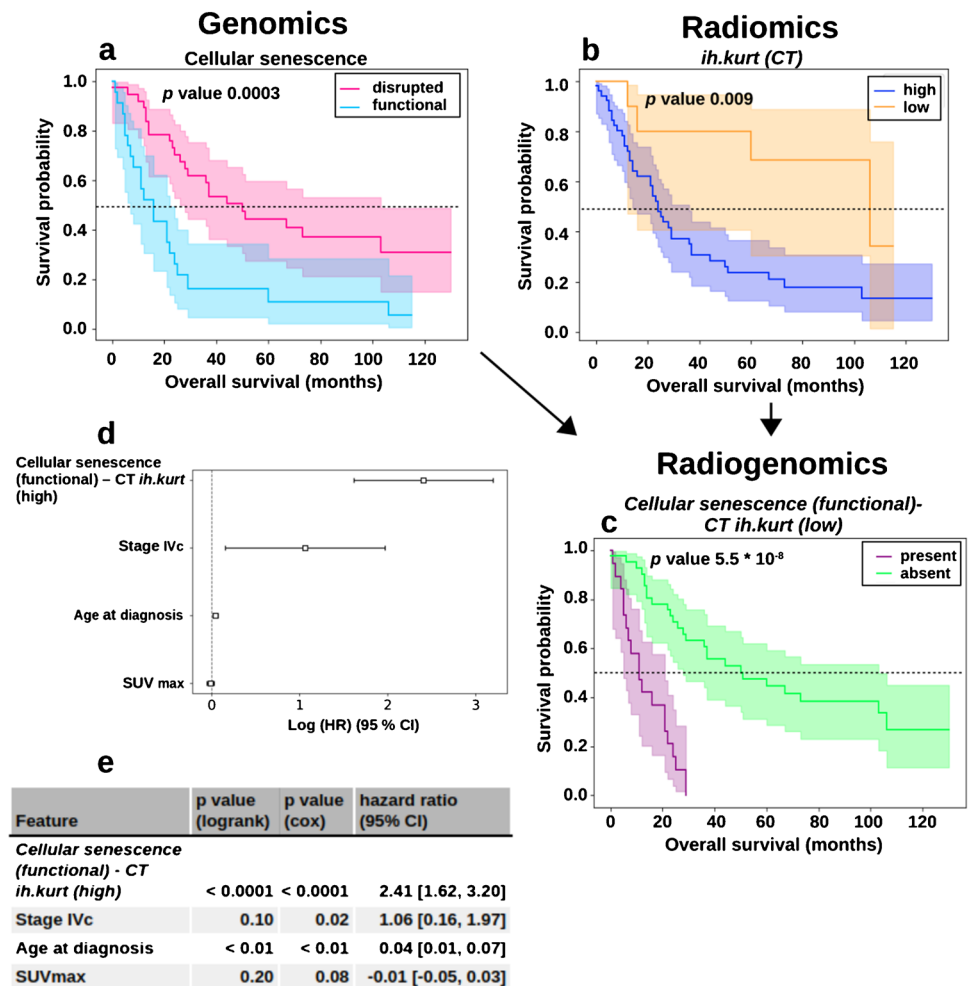 Genomics
a
Cellular senescence
p value 0.0003
disrupted
functional
Survival probability
1.0
0.8
0.6
0.4
0.2
0.0
0 20 40 60 80 100 120
Overall survival (months)
Radiomics
b
ih.kurt (CT)
p value 0.009
high
low
Survival probability
1.0
0.8
0.6
0.4
0.2
0.0
0 20 40 60 80 100 120
Overall survival (months)
d
Cellular senescence
(functional) – CT ih.kurt
(high)
Stage IVc
Age at diagnosis
SUV max
0 1 2 3
Log (HR) (95 % CI)
Radiogenomics
c
Cellular senescence (functional)-
CT ih.kurt (low)
p value 5.5 * 10-8
present
absent
Survival probability
1.0
0.8
0.6
0.4
0.2
0.0
0 20 40 60 80 100 120
Overall survival (months)
e
Feature p value (logrank) p value (cox) hazard ratio (95% CI)
Cellular senescence
(functional) - CT
ih.kurt (high) < 0.0001 < 0.0001 2.41 [1.62, 3.20]
Stage IVc 0.10 0.02 1.06 [0.16, 1.97]
Age at diagnosis < 0.01 < 0.01 0.04 [0.01, 0.07]
SUVmax 0.20 0.08 -0.01 [-0.05, 0.03]